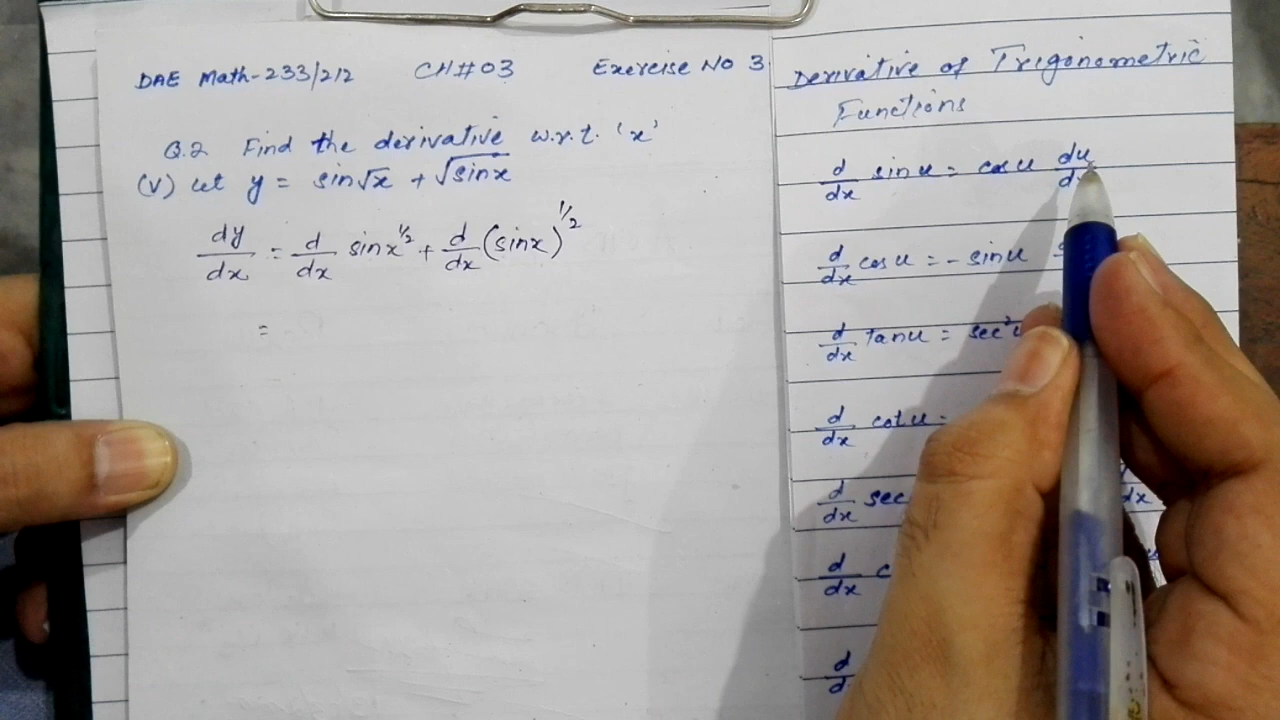 DAE Math-233/212 CH#03 Exercise No 3
Q.2 Find the derivative w.r.t. 'x'
(V) let y = sin√x + √sinx
dy/dx = d/dx sinx^1/2 + d/dx (sinx)^1/2
=
Derivative of Trigonometric
Functions
d/dx sinu = cosu du/dx
d/dx cosu = - sinu
d/dx tanu = sec²u
d/dx cotu =
d/dx sec
dx
d/dx c
d/d